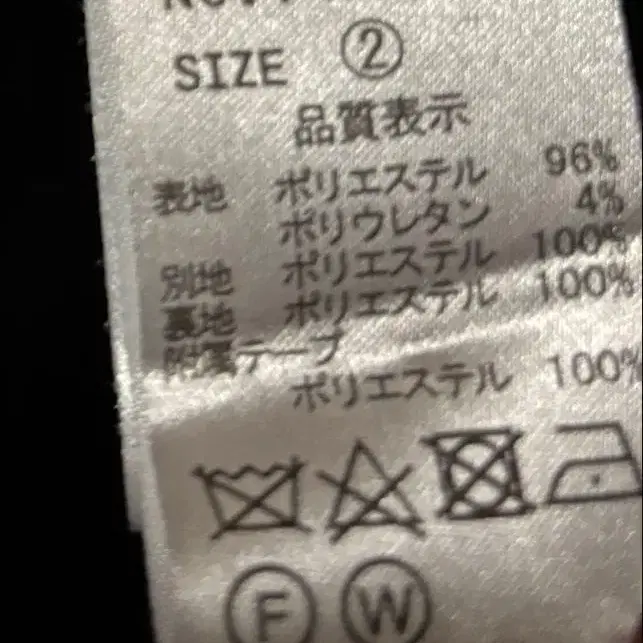 SIZE ②
品質表示
表地 ポリエステル 96%
ポリウレタン 4%
別地 ポリエステル 100%
裏地 ポリエステル 100%
附属テープ
ポリエステル 100%
F W